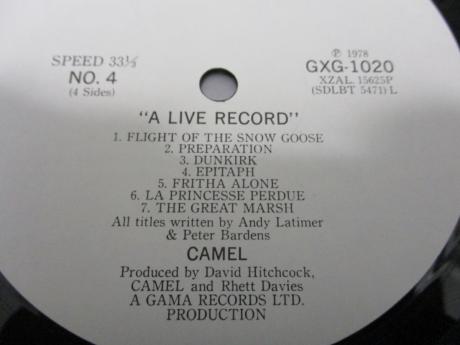 SPEED 33⅓
NO. 4
(4 Sides)
Ⓟ 1978
GXG-1020
XZAL. 15625P
(SDLBT 5471) L
"A LIVE RECORD"
1. FLIGHT OF THE SNOW GOOSE
2. PREPARATION
3. DUNKIRK
4. EPITAPH
5. FRITHA ALONE
6. LA PRINCESSE PERDUE
7. THE GREAT MARSH
All titles written by Andy Latimer
& Peter Bardens
CAMEL
Produced by David Hitchcock,
CAMEL and Rhett Davies
A GAMA RECORDS LTD.
PRODUCTION